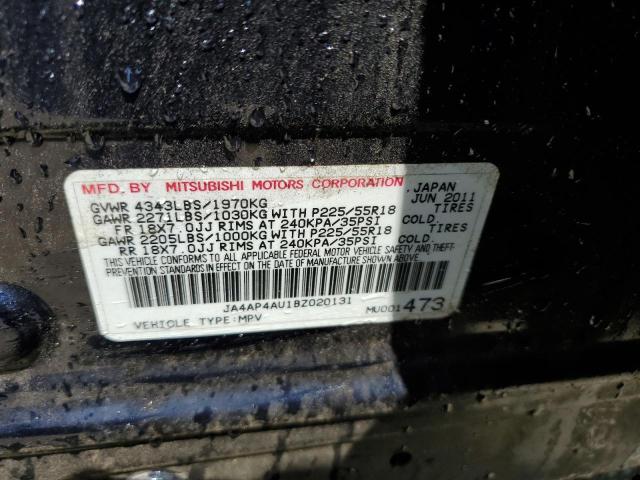 MFD. BY MITSUBISHI MOTORS CORPORATION, JAPAN
GVWR 4343LBS/1970KG JUN 2011
GAWR 2271LBS/1030KG WITH P225/55R18 TIRES
FR 18X7.0JJ RIMS AT 240KPA/35PSI COLD.
GAWR 2205LBS/1000KG WITH P225/55R18 TIRES
RR 18X7.0JJ RIMS AT 240KPA/35PSI COLD.
THIS VEHICLE CONFORMS TO ALL APPLICABLE FEDERAL MOTOR VEHICLE SAFETY AND THEFT
PREVENTION STANDARDS IN EFFECT ON THE DATE OF MANUFACTURE SHOWN ABOVE.
JA4AP4AU1BZ020131
VEHICLE TYPE:MPV MU001473